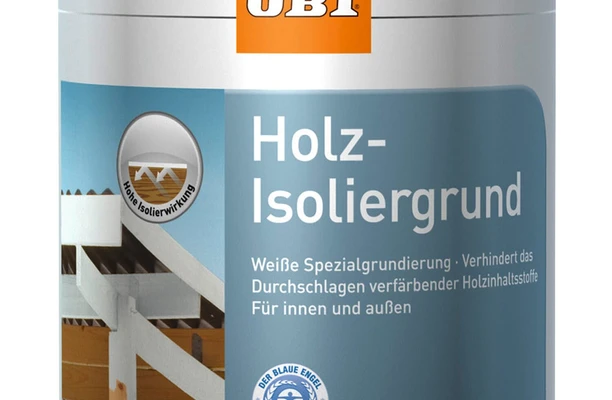 OBI
Holz-
Isoliergrund
Hohe Isolierwirkung
Weiße Spezialgrundierung · Verhindert das
Durchschlagen verfärbender Holzinhaltsstoffe
Für innen und außen
DER BLAUE ENGEL